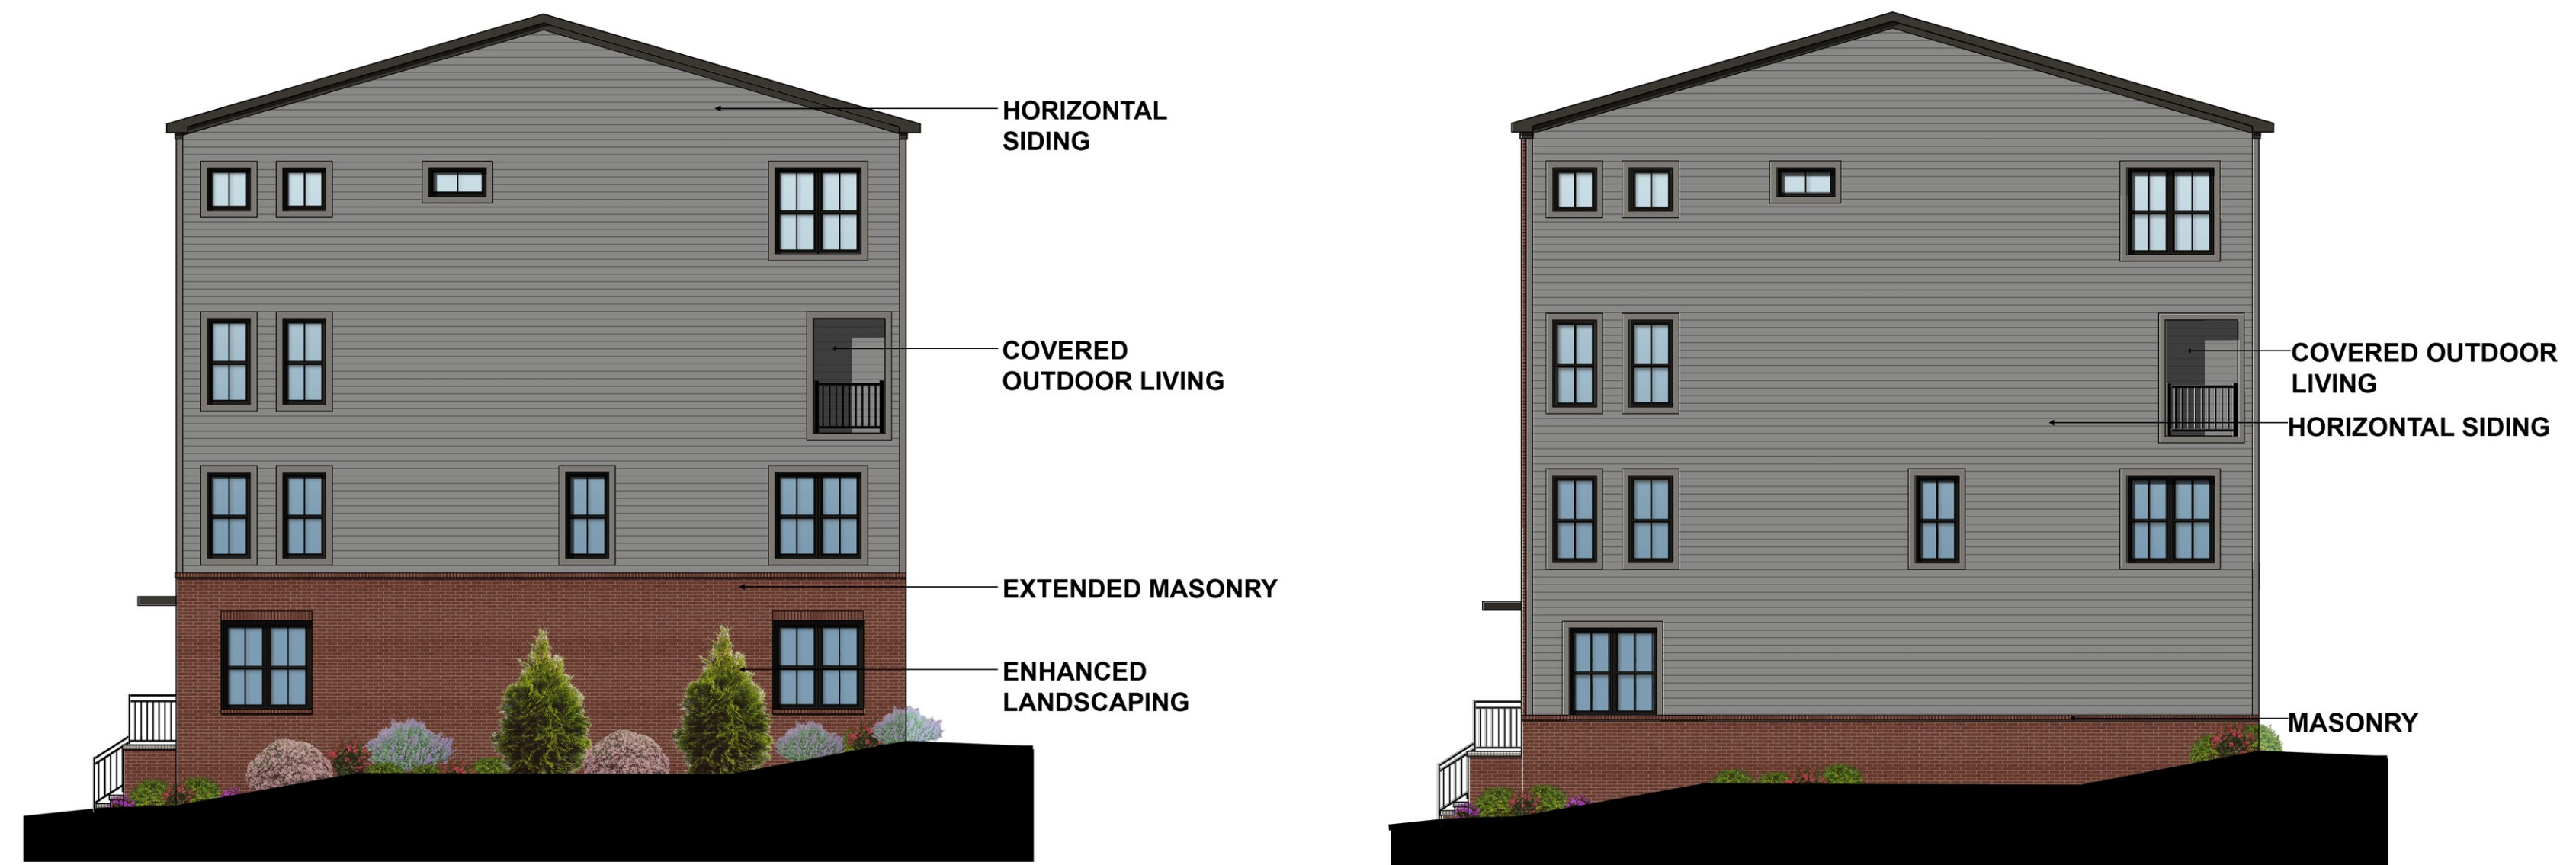 HORIZONTAL
SIDING
COVERED
OUTDOOR LIVING
EXTENDED MASONRY
ENHANCED
LANDSCAPING
COVERED OUTDOOR
LIVING
HORIZONTAL SIDING
MASONRY